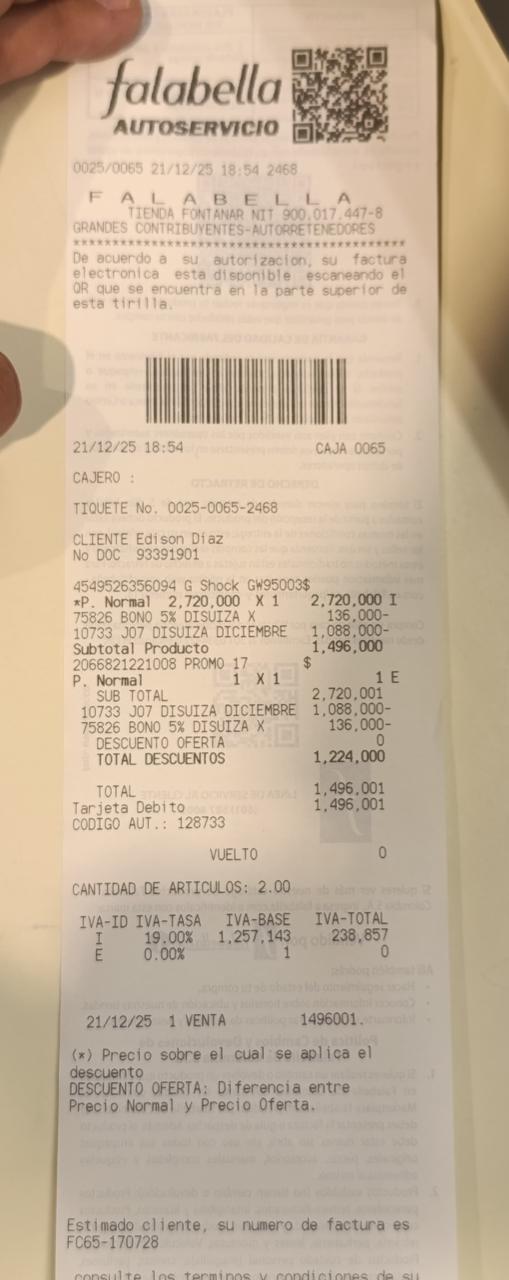 falabella
AUTOSERVICIO
0025/0065 21/12/25 18:54 2468
F A L A B E L L A
TIENDA FONTANAR NIT 900.017.447-8
GRANDES CONTRIBUYENTES-AUTORRETENEDORES
******************************************
De acuerdo a su autorizacion, su factura
electronica esta disponible escaneando el
QR que se encuentra en la parte superior de
esta tirilla.
21/12/25 18:54 CAJA 0065
CAJERO :
TIQUETE No. 0025-0065-2468
CLIENTE Edison Diaz
No DOC 93391901
4549526356094 G Shock GW95003$
*P. Normal 2,720,000 X 1 2,720,000 I
75826 BONO 5% DISUIZA X 136,000-
10733 J07 DISUIZA DICIEMBRE 1,088,000-
Subtotal Producto 1,496,000
2066821221008 PROMO 17 $
P. Normal 1 X 1 1 E
SUB TOTAL 2,720,001
10733 J07 DISUIZA DICIEMBRE 1,088,000-
75826 BONO 5% DISUIZA X 136,000-
DESCUENTO OFERTA 0
TOTAL DESCUENTOS 1,224,000
TOTAL 1,496,001
Tarjeta Debito 1,496,001
CODIGO AUT.: 128733
VUELTO 0
CANTIDAD DE ARTICULOS: 2.00
IVA-ID IVA-TASA IVA-BASE IVA-TOTAL
I 19.00% 1,257,143 238,857
E 0.00% 1 0
21/12/25 1 VENTA 1496001.
(*) Precio sobre el cual se aplica el
descuento
DESCUENTO OFERTA: Diferencia entre
Precio Normal y Precio Oferta.
Estimado cliente, su numero de factura es
FC65-170728
consulte los terminos y condiciones de su